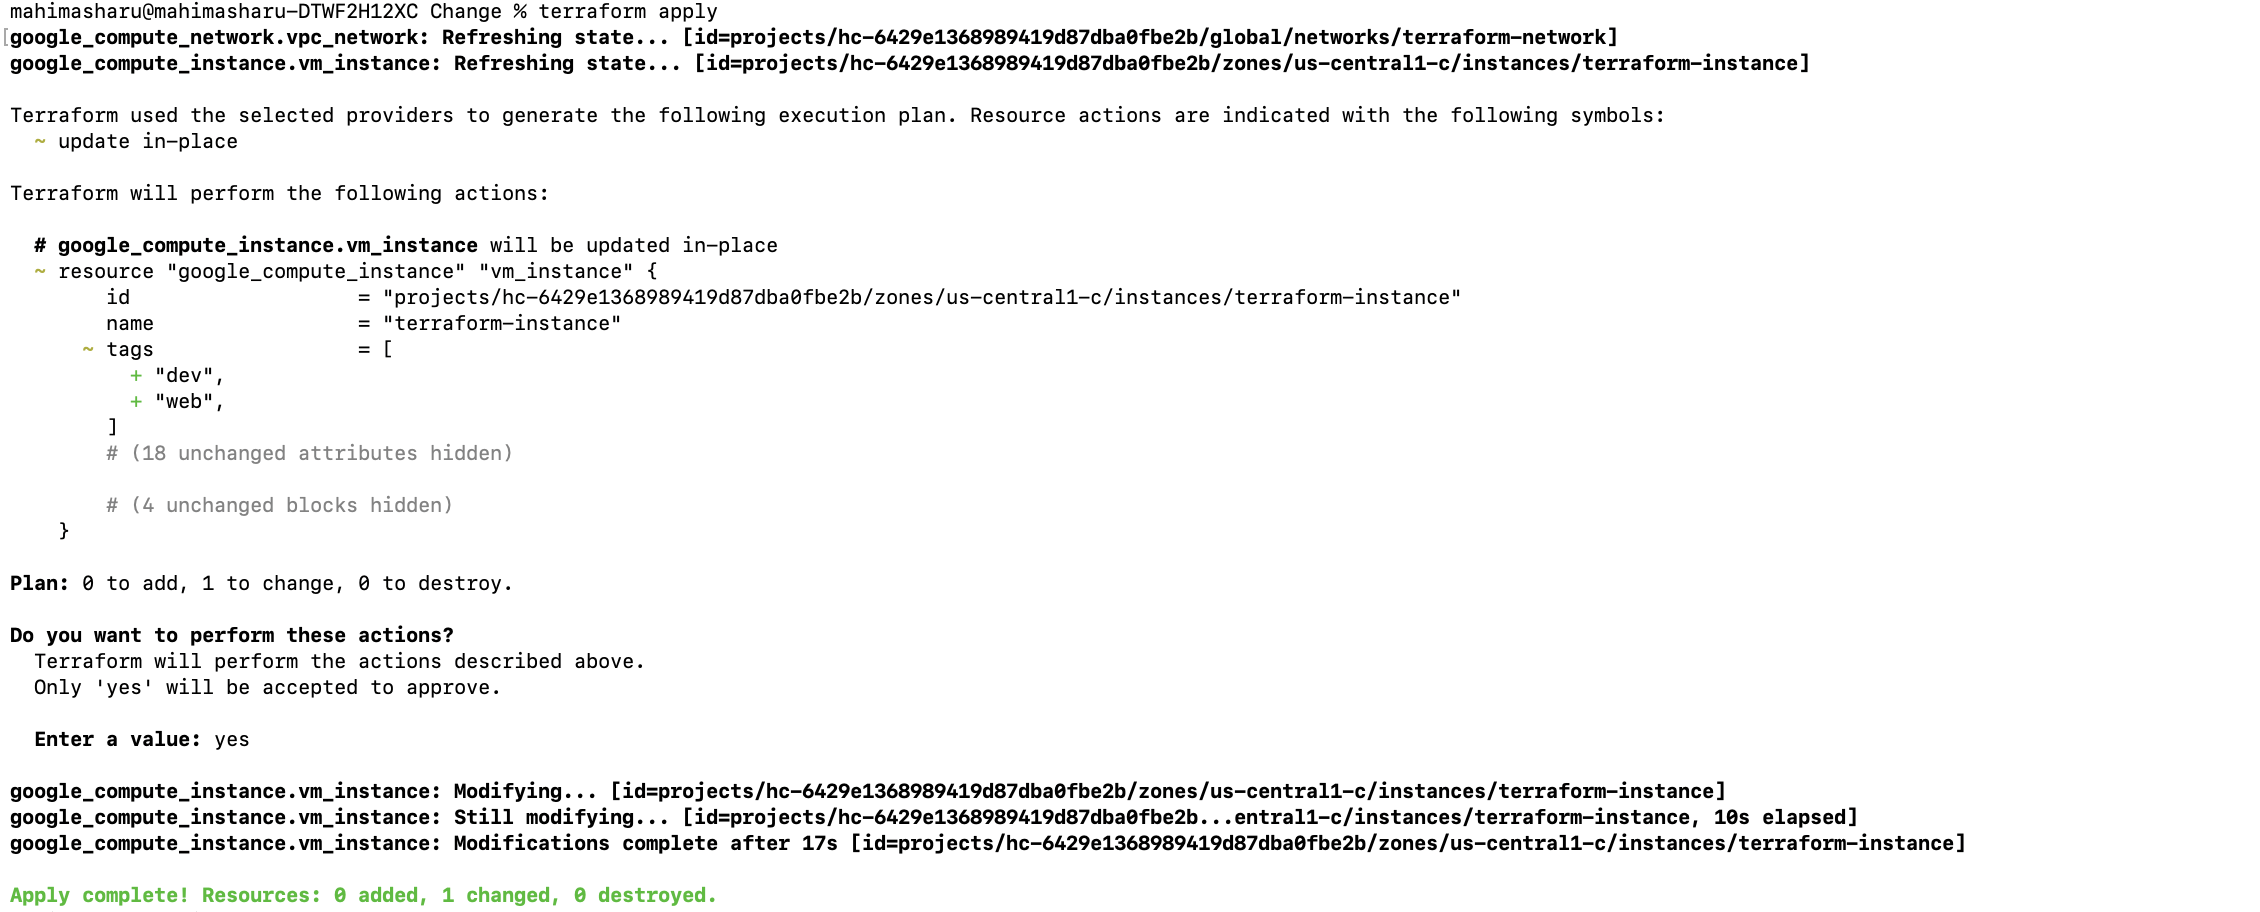 mahimasharu@mahimasharu-DTWF2H12XC Change % terraform apply
[google_compute_network.vpc_network: Refreshing state... [id=projects/hc-6429e1368989419d87dba0fbe2b/global/networks/terraform-network]
google_compute_instance.vm_instance: Refreshing state... [id=projects/hc-6429e1368989419d87dba0fbe2b/zones/us-central1-c/instances/terraform-instance]
Terraform used the selected providers to generate the following execution plan. Resource actions are indicated with the following symbols:
~ update in-place
Terraform will perform the following actions:
# google_compute_instance.vm_instance will be updated in-place
~ resource "google_compute_instance" "vm_instance" {
id = "projects/hc-6429e1368989419d87dba0fbe2b/zones/us-central1-c/instances/terraform-instance"
name = "terraform-instance"
~ tags = [
+ "dev",
+ "web",
]
# (18 unchanged attributes hidden)
# (4 unchanged blocks hidden)
}
Plan: 0 to add, 1 to change, 0 to destroy.
Do you want to perform these actions?
Terraform will perform the actions described above.
Only 'yes' will be accepted to approve.
Enter a value: yes
google_compute_instance.vm_instance: Modifying... [id=projects/hc-6429e1368989419d87dba0fbe2b/zones/us-central1-c/instances/terraform-instance]
google_compute_instance.vm_instance: Still modifying... [id=projects/hc-6429e1368989419d87dba0fbe2b...entral1-c/instances/terraform-instance, 10s elapsed]
google_compute_instance.vm_instance: Modifications complete after 17s [id=projects/hc-6429e1368989419d87dba0fbe2b/zones/us-central1-c/instances/terraform-instance]
Apply complete! Resources: 0 added, 1 changed, 0 destroyed.